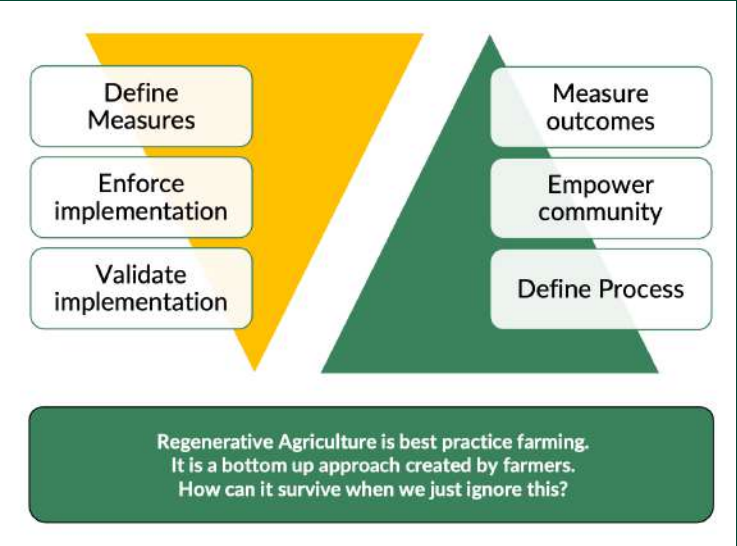 Define
Measures
Enforce
implementation
Validate
implementation
Measure
outcomes
Empower
community
Define Process
Regenerative Agriculture is best practice farming.
It is a bottom up approach created by farmers.
How can it survive when we just ignore this?